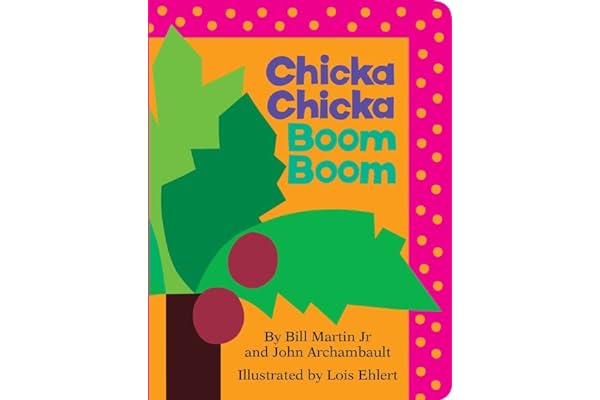 Chicka
Chicka
Boom
Boom
By Bill Martin Jr
and John Archambault
Illustrated by Lois Ehlert